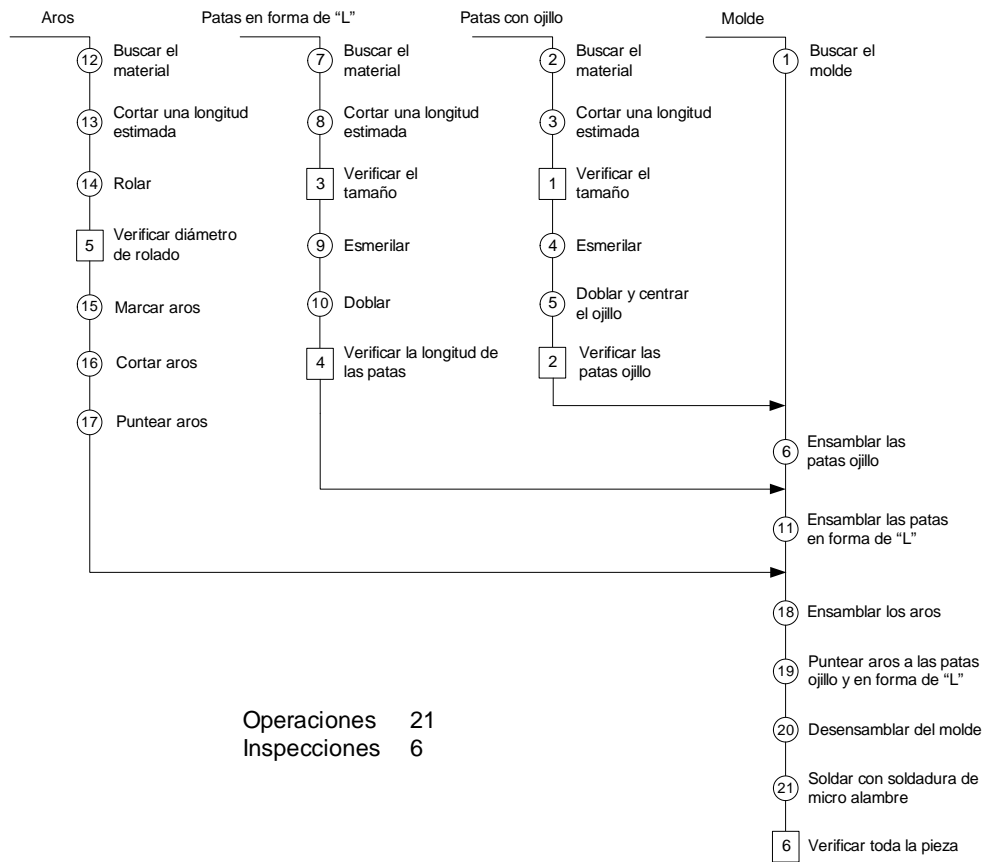 Aros
Patas en forma de “L”
Patas con ojillo
Molde
12
Buscar el
material
13
Cortar una longitud
estimada
14
Rolar
5
Verificar diámetro
de rolado
15
Marcar aros
16
Cortar aros
17
Puntear aros
7
Buscar el
material
8
Cortar una longitud
estimada
3
Verificar el
tamaño
9
Esmerilar
10
Doblar
4
Verificar la longitud de
las patas
2
Buscar el
material
3
Cortar una longitud
estimada
1
Verificar el
tamaño
4
Esmerilar
5
Doblar y centrar
el ojillo
2
Verificar las
patas ojillo
1
Buscar el
molde
6
Ensamblar las
patas ojillo
11
Ensamblar las patas
en forma de “L”
18
Ensamblar los aros
19
Puntear aros a las patas
ojillo y en forma de “L”
20
Desensamblar del molde
21
Soldar con soldadura de
micro alambre
6
Verificar toda la pieza
Operaciones 21
Inspecciones 6